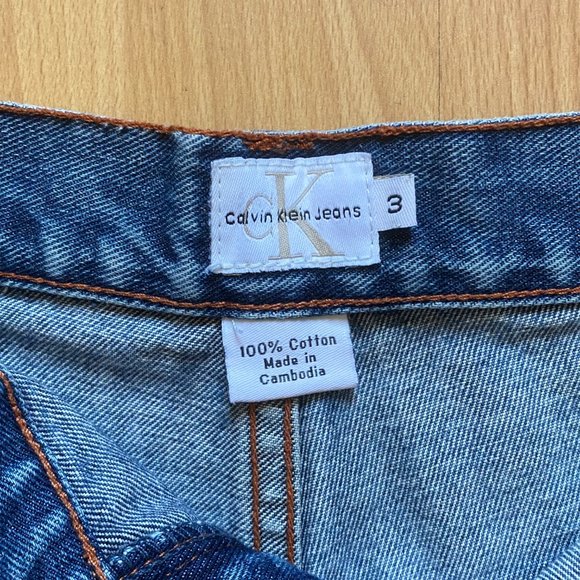 CK
Calvin Klein Jeans
3
100% Cotton
Made in
Cambodia